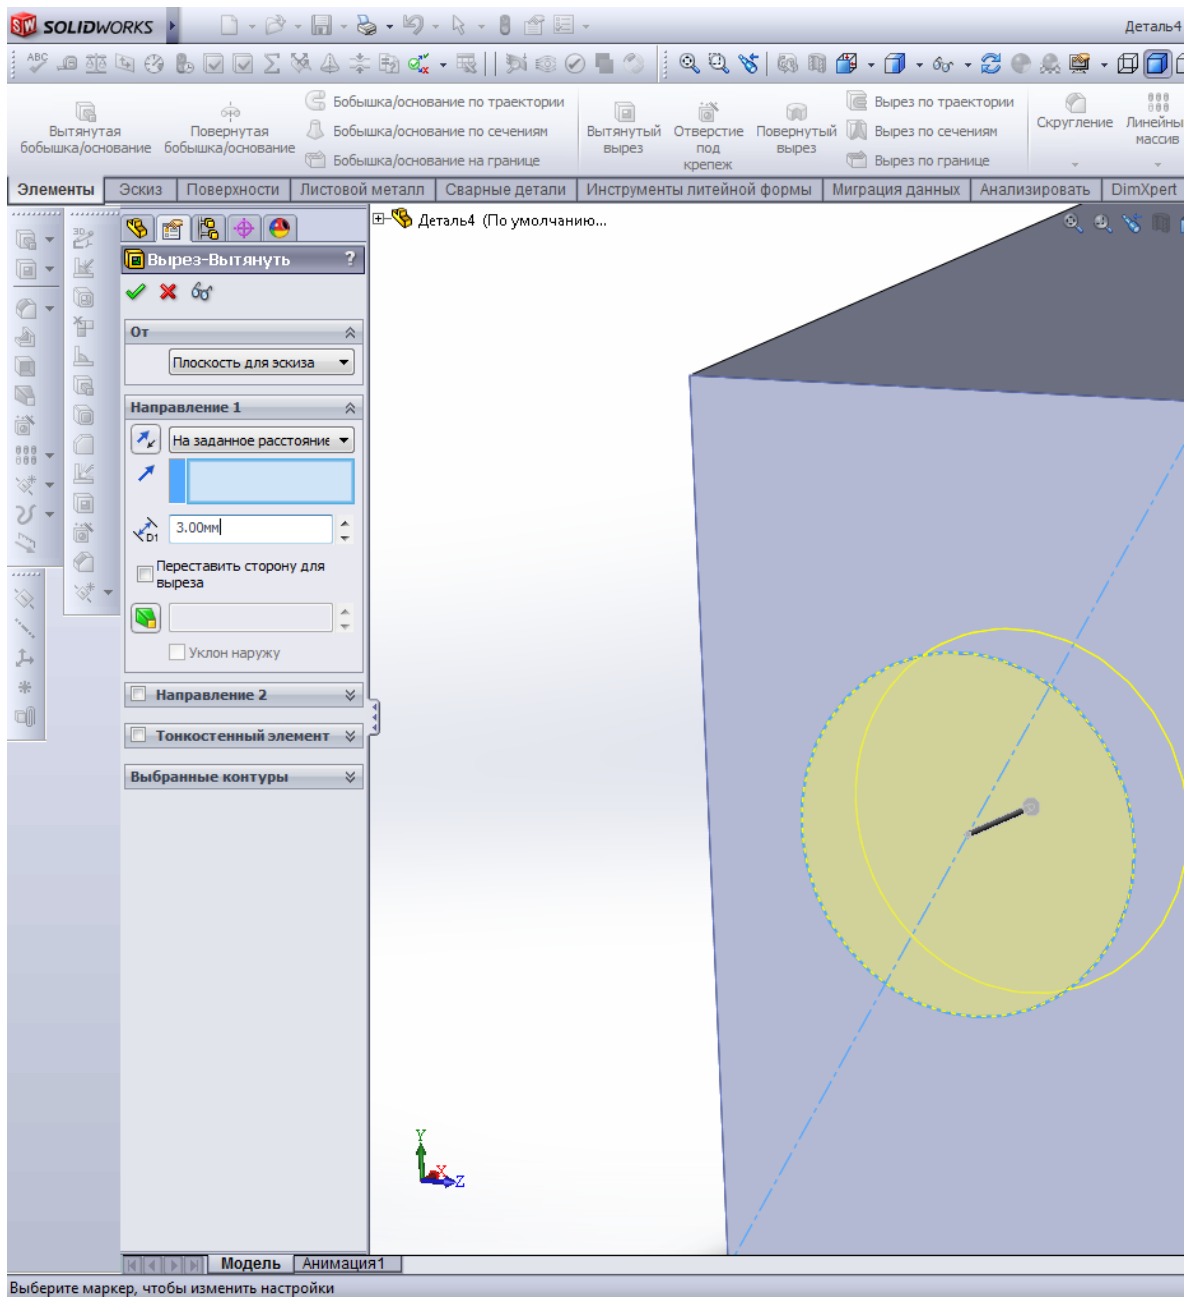 SW SOLIDWORKS
Деталь4
ABC
Вытянутая
бобышка/основание
Повернутая
бобышка/основание
Бобышка/основание по траектории
Бобышка/основание по сечениям
Бобышка/основание на границе
Вытянутый
вырез
Отверстие
под
крепеж
Повернутый
вырез
Вырез по траектории
Вырез по сечениям
Вырез по границе
Скругление
Линейны
массив
Элементы
Эскиз
Поверхности
Листовой металл
Сварные детали
Инструменты литейной формы
Миграция данных
Анализировать
DimXpert
3D
Деталь4 (По умолчанию...
Вырез-Вытянуть
?
От
Плоскость для эскиза
Направление 1
На заданное расстояние
D1
3.00мм
Переставить сторону для
выреза
Уклон наружу
Направление 2
Тонкостенный элемент
Выбранные контуры
Y
X
Z
Модель
Анимация1
Выберите маркер, чтобы изменить настройки